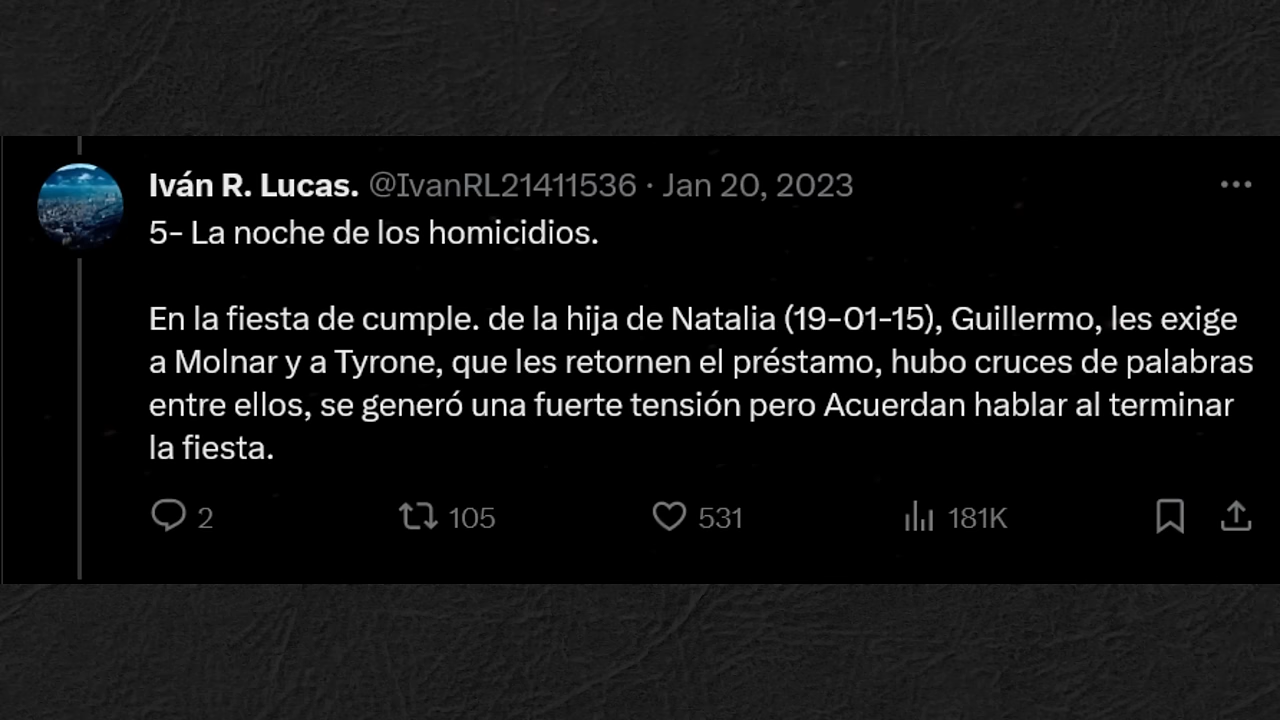 Iván R. Lucas. @IvanRL21411536 · Jan 20, 2023
5- La noche de los homicidios.
En la fiesta de cumple. de la hija de Natalia (19-01-15), Guillermo, les exige
a Molnar y a Tyrone, que les retornen el préstamo, hubo cruces de palabras
entre ellos, se generó una fuerte tensión pero Acuerdan hablar al terminar
la fiesta.
2 105 531 181K